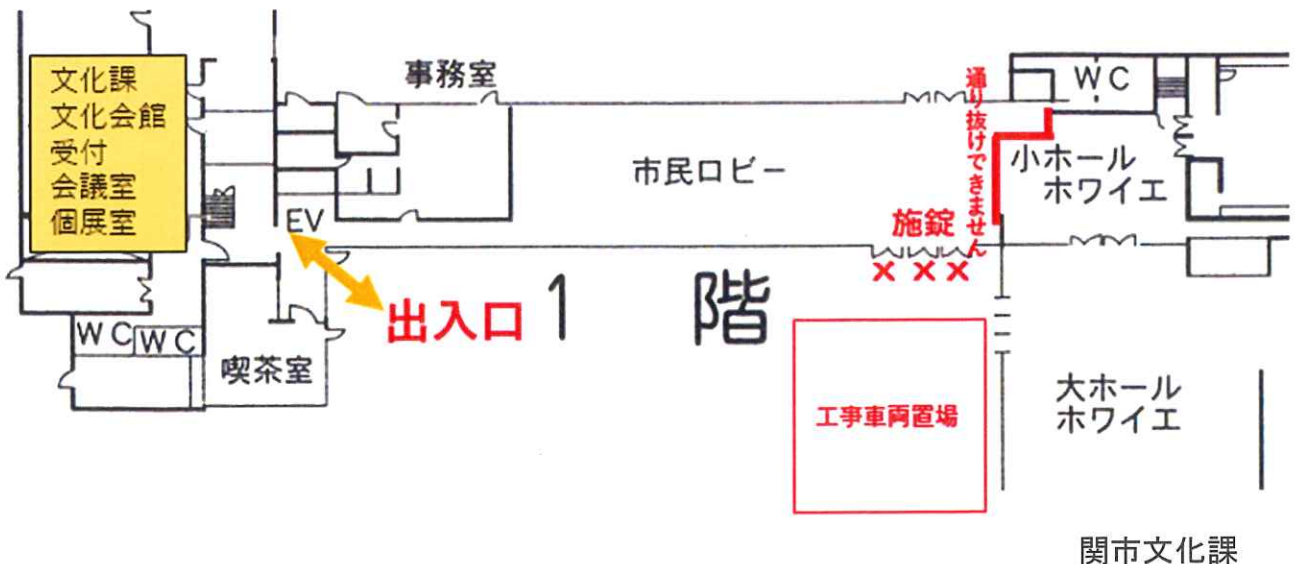 文化課
文化会館
受付
会議室
個展室
事務室
市民ロビー
通り抜けできません
WC
小ホール
ホワイエ
施錠
EV
出入口
1 階
WC
WC
喫茶室
工事車両置場
大ホール
ホワイエ
関市文化課